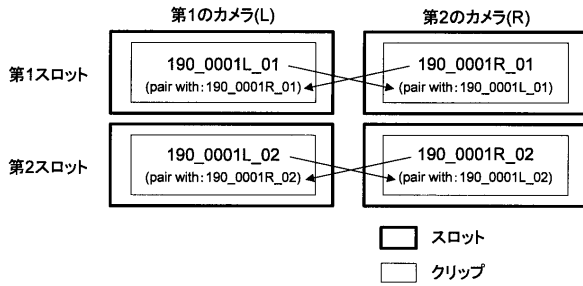 第1のカメラ(L)
第2のカメラ(R)
第1スロット
190_0001L_01
(pair with:190_0001R_01)
190_0001R_01
(pair with:190_0001L_01)
第2スロット
190_0001L_02
(pair with:190_0001R_02)
190_0001R_02
(pair with:190_0001L_02)
スロット
クリップ